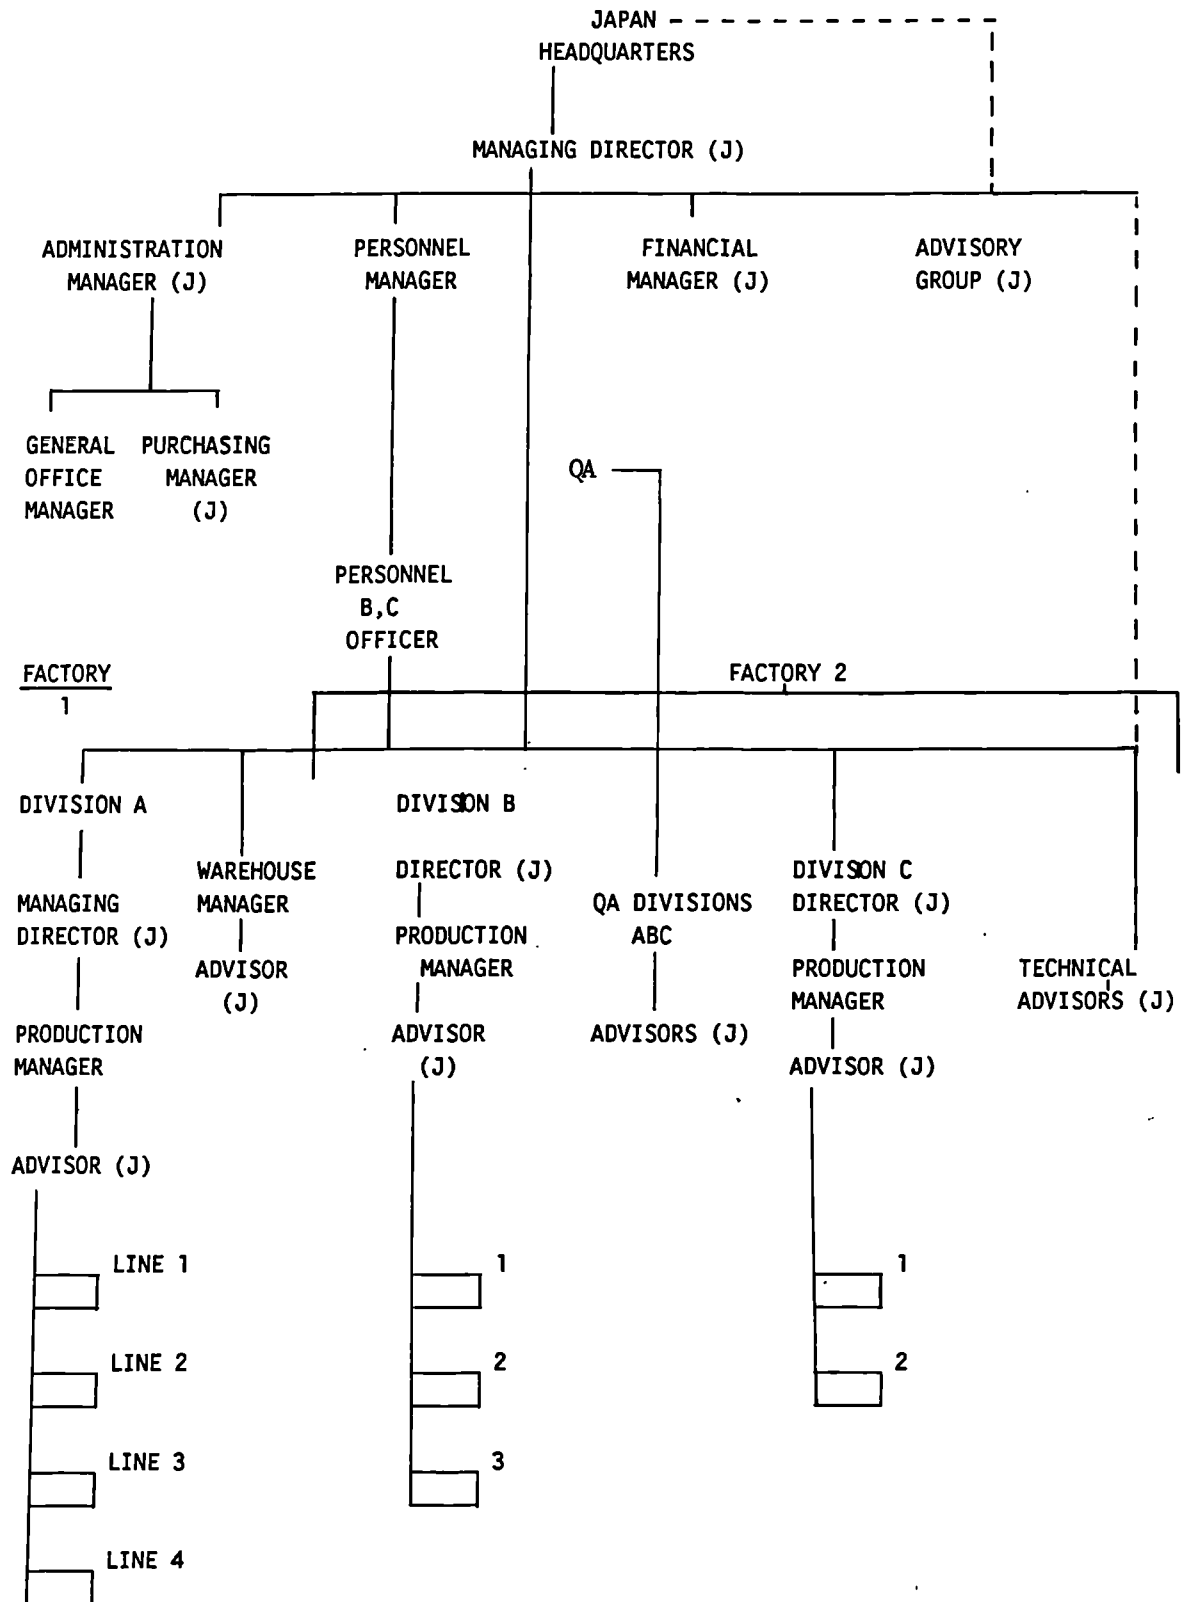 JAPAN
HEADQUARTERS
MANAGING DIRECTOR (J)
ADMINISTRATION
MANAGER (J)
PERSONNEL
MANAGER
FINANCIAL
MANAGER (J)
ADVISORY
GROUP (J)
GENERAL
OFFICE
MANAGER
PURCHASING
MANAGER
(J)
QA
PERSONNEL
B,C
OFFICER
FACTORY
1
FACTORY 2
DIVISION A
MANAGING
DIRECTOR (J)
PRODUCTION
MANAGER
ADVISOR (J)
WAREHOUSE
MANAGER
ADVISOR
(J)
DIVISON B
DIRECTOR (J)
PRODUCTION
MANAGER
ADVISOR
(J)
QA DIVISIONS
ABC
ADVISORS (J)
DIVISON C
DIRECTOR (J)
PRODUCTION
MANAGER
ADVISOR (J)
TECHNICAL
ADVISORS (J)
LINE 1
LINE 2
LINE 3
LINE 4
1
2
3
1
2